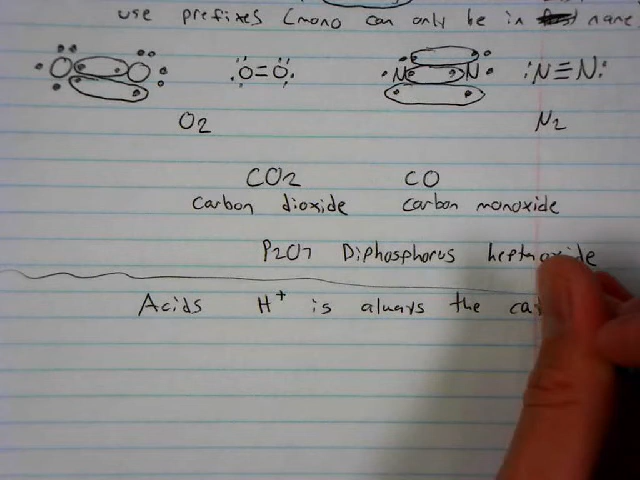 use prefixes (mono can only be in name
:O=O: :N≡N:
O2 N2
CO2 CO
Carbon dioxide carbon monoxide
P2O7 Diphosphorus heptaoxide
Acids H+ is always the